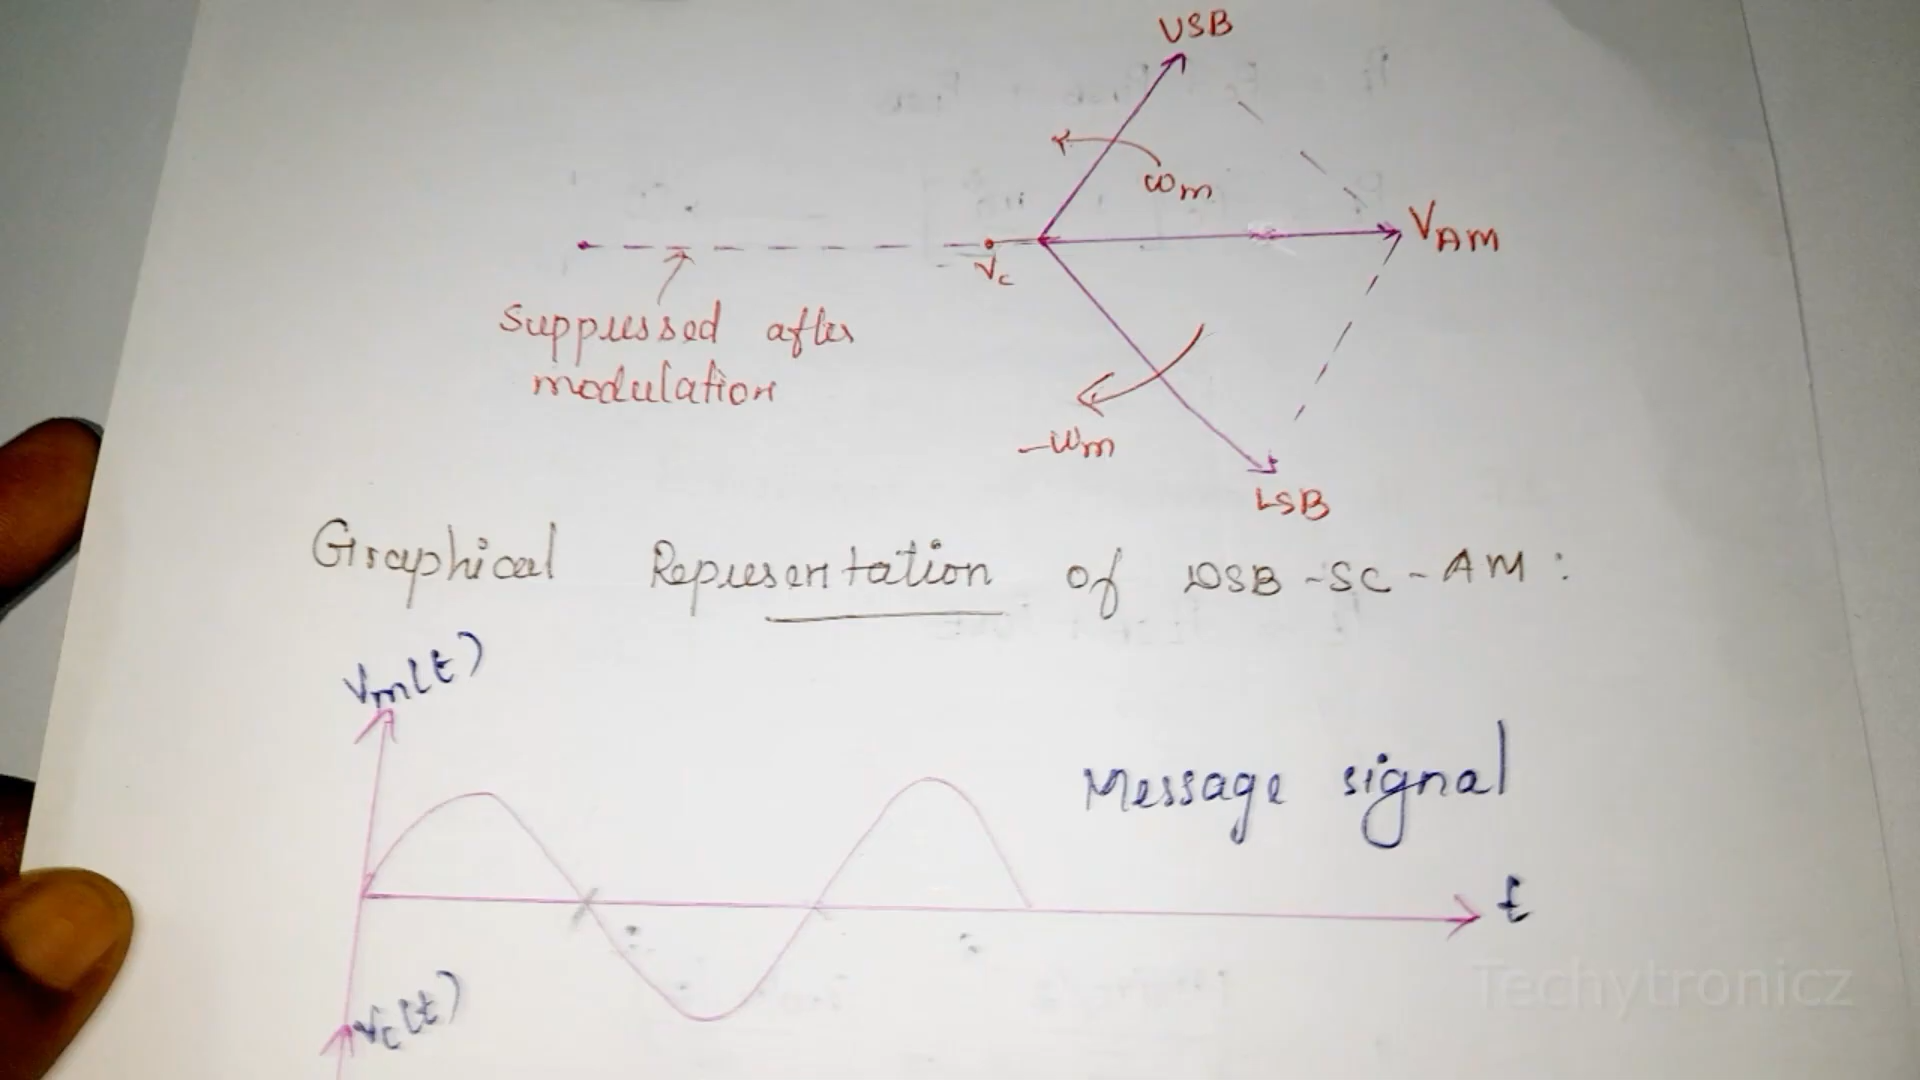 USB
ωm
VAM
Vc
Suppressed after
modulation
-ωm
LSB
Graphical Representation of DSB-SC-AM:
Vm(t)
Message signal
t
Vc(t)
Techytronicz